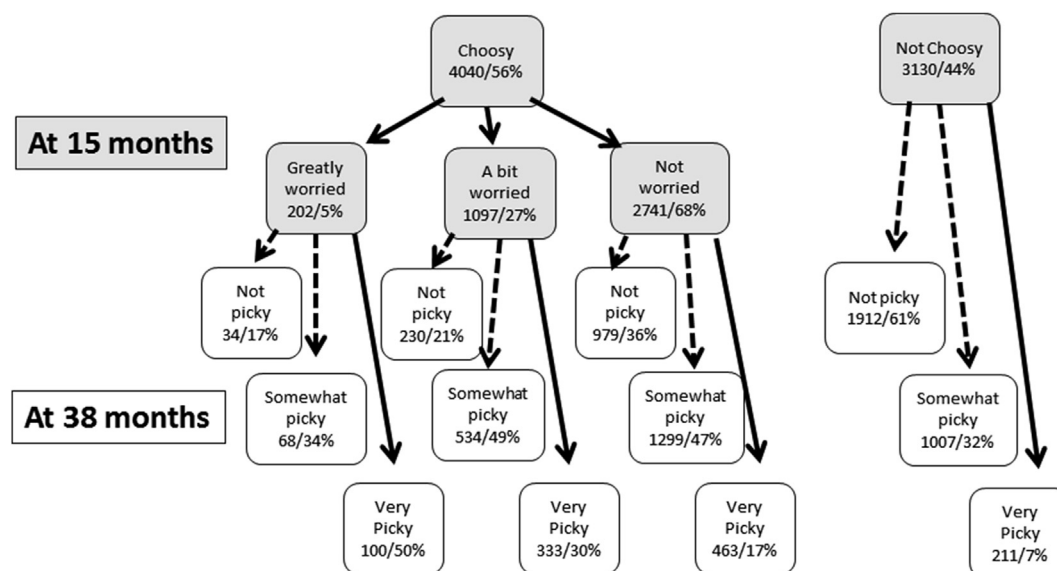 Choosy
4040/56%
Not Choosy
3130/44%
At 15 months
Greatly
worried
202/5%
A bit
worried
1097/27%
Not
worried
2741/68%
Not
picky
34/17%
Not
picky
230/21%
Not
picky
979/36%
Not picky
1912/61%
At 38 months
Somewhat
picky
68/34%
Somewhat
picky
534/49%
Somewhat
picky
1299/47%
Somewhat
picky
1007/32%
Very
Picky
100/50%
Very
Picky
333/30%
Very
Picky
463/17%
Very
Picky
211/7%